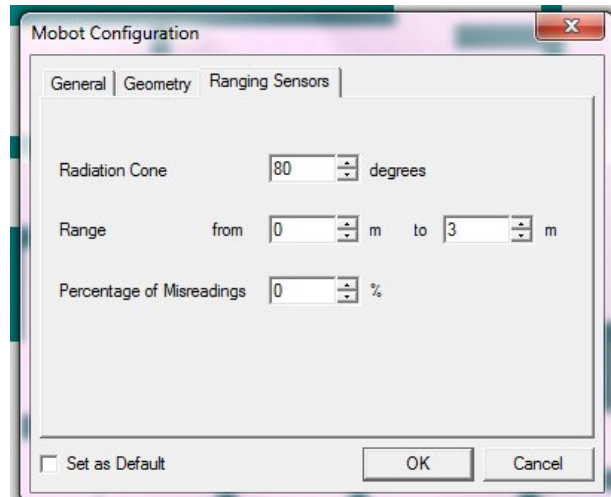 Mobot Configuration
General Geometry Ranging Sensors
Radiation Cone 80 degrees
Range from 0 m to 3 m
Percentage of Misreadings 0 %
Set as Default OK Cancel